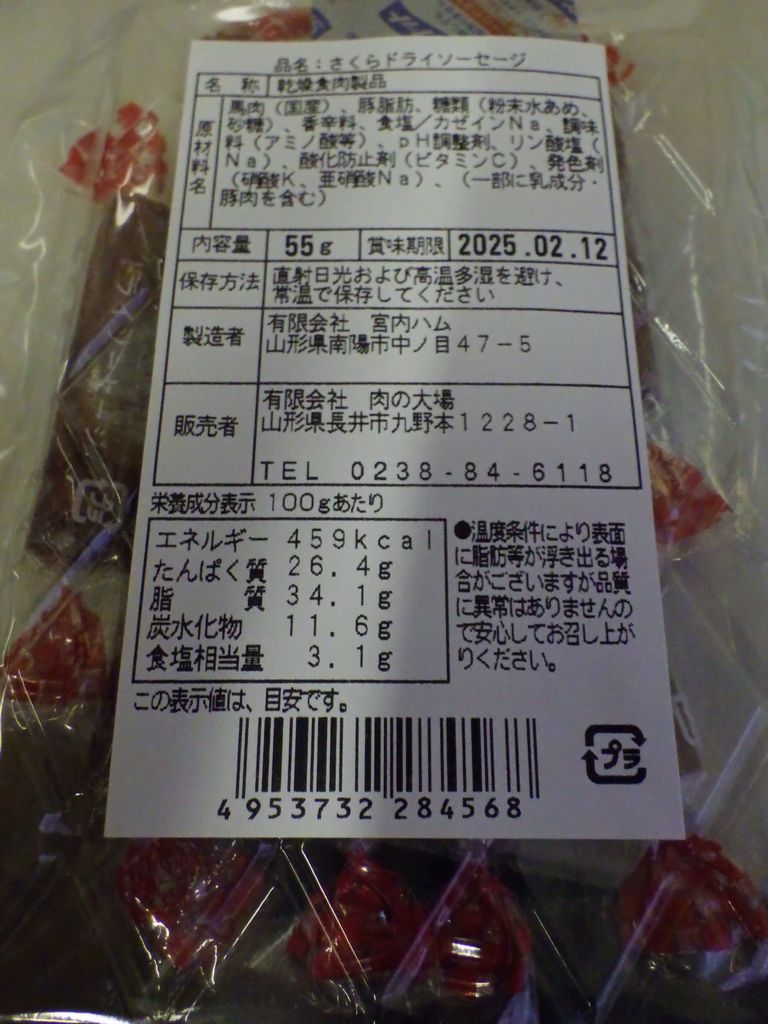 品名：さくらドライソーセージ
名　称 乾燥食肉製品
原材料名 馬肉（国産）、豚脂肪、糖類（粉末水あめ、
砂糖）、香辛料、食塩／カゼインNa、調味
料（アミノ酸等）、pH調整剤、リン酸塩（
Na）、酸化防止剤（ビタミンC）、発色剤
（硝酸K、亜硝酸Na）、（一部に乳成分・
豚肉を含む）
内容量 55g 賞味期限 2025.02.12
保存方法 直射日光および高温多湿を避け、
常温で保存してください
製造者 有限会社　宮内ハム
山形県南陽市中ノ目47-5
販売者 有限会社　肉の大場
山形県長井市九野本1228-1
TEL 0238-84-6118
栄養成分表示 100gあたり
エネルギー 459kcal
たんぱく質 26.4g
脂　質 34.1g
炭水化物 11.6g
食塩相当量 3.1g
この表示値は、目安です。
●温度条件により表面
に脂肪等が浮き出る場
合がございますが品質
に異常はありませんの
で安心してお召し上が
りください。
プラ
4953732284568